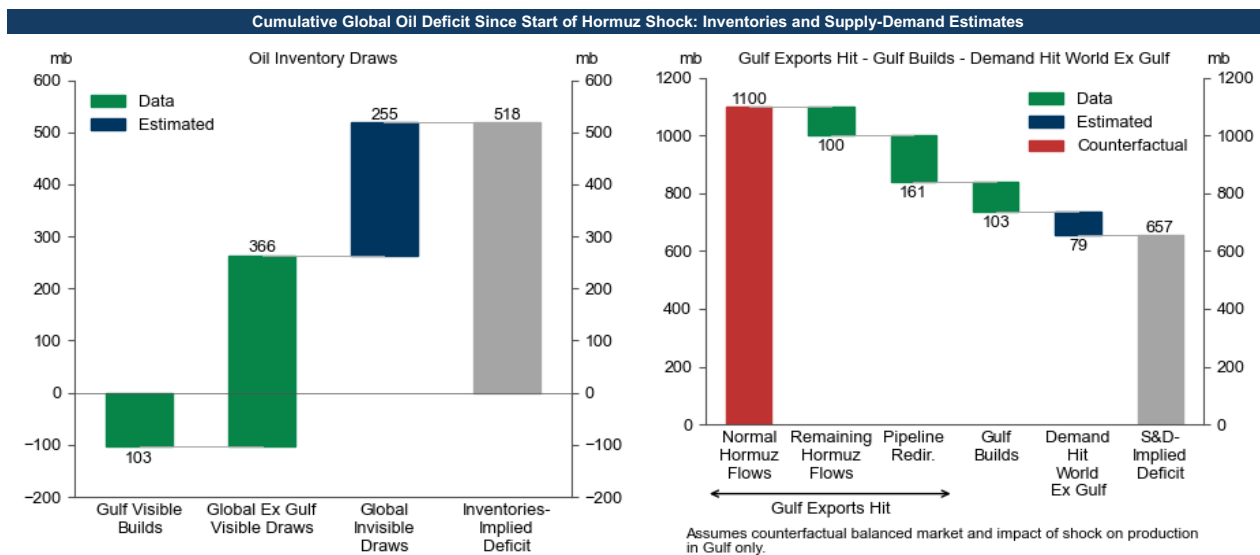 Cumulative Global Oil Deficit Since Start of Hormuz Shock: Inventories and Supply-Demand Estimates
mb
Oil Inventory Draws
mb
600
500
400
300
200
100
0
−100
−200
Data
Estimated
103
366
255
518
600
500
400
300
200
100
0
−100
−200
Gulf Visible
Builds
Global Ex Gulf
Visible Draws
Global
Invisible
Draws
Inventories-
Implied
Deficit
mb
Gulf Exports Hit - Gulf Builds - Demand Hit World Ex Gulf
mb
1200
1000
800
600
400
200
0
Data
Estimated
Counterfactual
1100
100
161
103
79
657
1200
1000
800
600
400
200
0
Normal
Hormuz
Flows
Remaining
Hormuz
Flows
Pipeline
Redir.
Gulf
Builds
Demand
Hit
World
Ex Gulf
S&D-
Implied
Deficit
Gulf Exports Hit
Assumes counterfactual balanced market and impact of shock on production
in Gulf only.